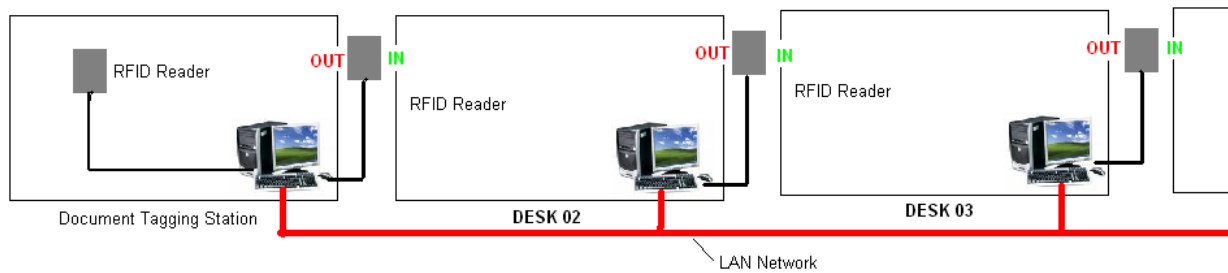 RFID Reader
OUT
IN
RFID Reader
OUT
IN
RFID Reader
OUT
IN
Document Tagging Station
DESK 02
DESK 03
LAN Network